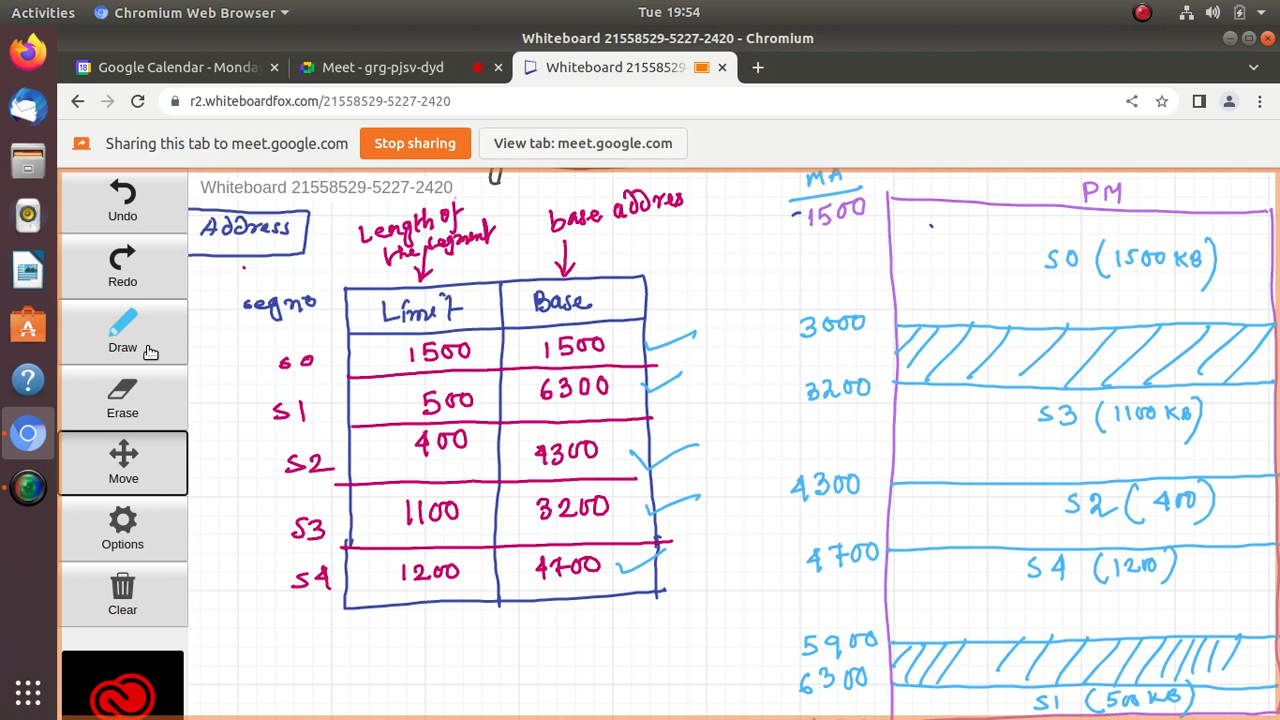 Activities
Chromium Web Browser
Tue 19:54
Whiteboard 21558529-5227-2420 - Chromium
Google Calendar - Monda
Meet - grg-pjsv-dyd
Whiteboard 21558529-
r2.whiteboardfox.com/21558529-5227-2420
Sharing this tab to meet.google.com
Stop sharing
View tab: meet.google.com
Undo
Redo
Draw
Erase
Move
Options
Clear
Whiteboard 21558529-5227-2420
Address
Length of
the segment
base addres
segno
Limit
Base
S0 1500 1500
S1 500 6300
S2 400 4300
S3 1100 3200
S4 1200 4700
MA
1500
PM
S0 (1500 KB)
3000
3200
S3 (1100 KB)
4300
S2 (400)
4700
S4 (1200)
5900
6300
S1 (500 KB)